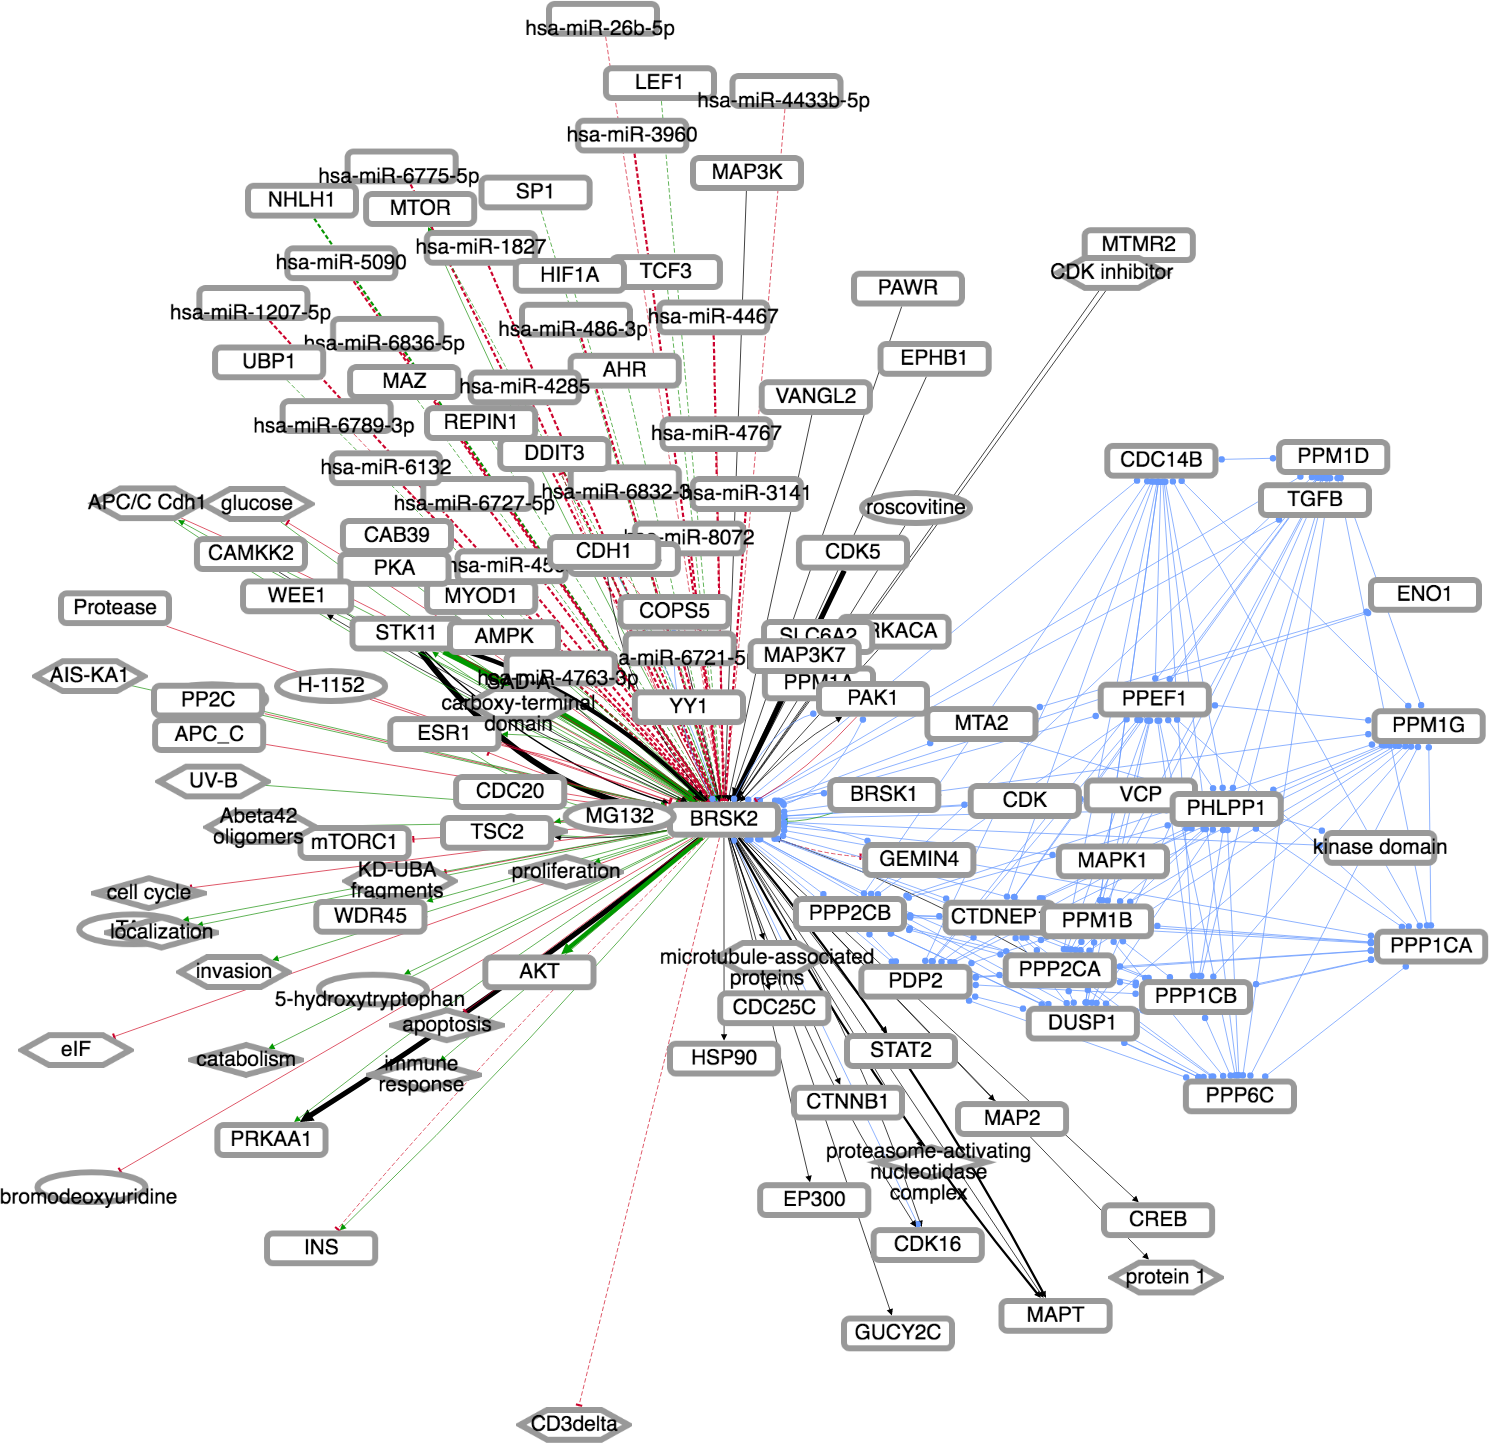 hsa-miR-26b-5p
LEF1
hsa-miR-4433b-5p
hsa-miR-3960
MAP3K
hsa-miR-6775-5p
NHLH1
MTOR
SP1
hsa-miR-1827
MTMR2
CDK inhibitor
hsa-miR-5090
HIF1A
TCF3
PAWR
hsa-miR-1207-5p
hsa-miR-486-3p
hsa-miR-4467
hsa-miR-6836-5p
UBP1
MAZ
hsa-miR-4285
AHR
EPHB1
VANGL2
hsa-miR-6789-3p
REPIN1
hsa-miR-4767
DDIT3
CDC14B
PPM1D
hsa-miR-6132
hsa-miR-6727-5p
hsa-miR-6832-3
hsa-miR-3141
TGFB
APC/C Cdh1
glucose
roscovitine
CAB39
hsa-miR-8072
CAMKK2
CDH1
CDK5
PKA
WEE1
MYOD1
ENO1
Protease
COPS5
STK11
AMPK
SLC6A2
RKACA
MAP3K7
a-miR-6721-5p
AIS-KA1
H-1152
hsa-miR-4763-3p
PPM1A
PP2C
carboxy-terminal
domain
YY1
PAK1
PPEF1
APC_C
ESR1
MTA2
PPM1G
UV-B
CDC20
BRSK1
CDK
VCP
PHLPP1
MG132
BRSK2
Abeta42
oligomers
mTORC1
TSC2
GEMIN4
MAPK1
kinase domain
KD-UBA
fragments
proliferation
cell cycle
WDR45
PPP2CB
CTDNEP1
PPM1B
localization
PPP1CA
invasion
AKT
microtubule-associated
proteins
PDP2
PPP2CA
5-hydroxytryptophan
CDC25C
PPP1CB
apoptosis
DUSP1
eIF
catabolism
immune
response
HSP90
STAT2
PPP6C
CTNNB1
MAP2
PRKAA1
proteasome-activating
nucleotidase
complex
bromodeoxyuridine
EP300
CREB
INS
CDK16
protein 1
MAPT
GUCY2C
CD3delta